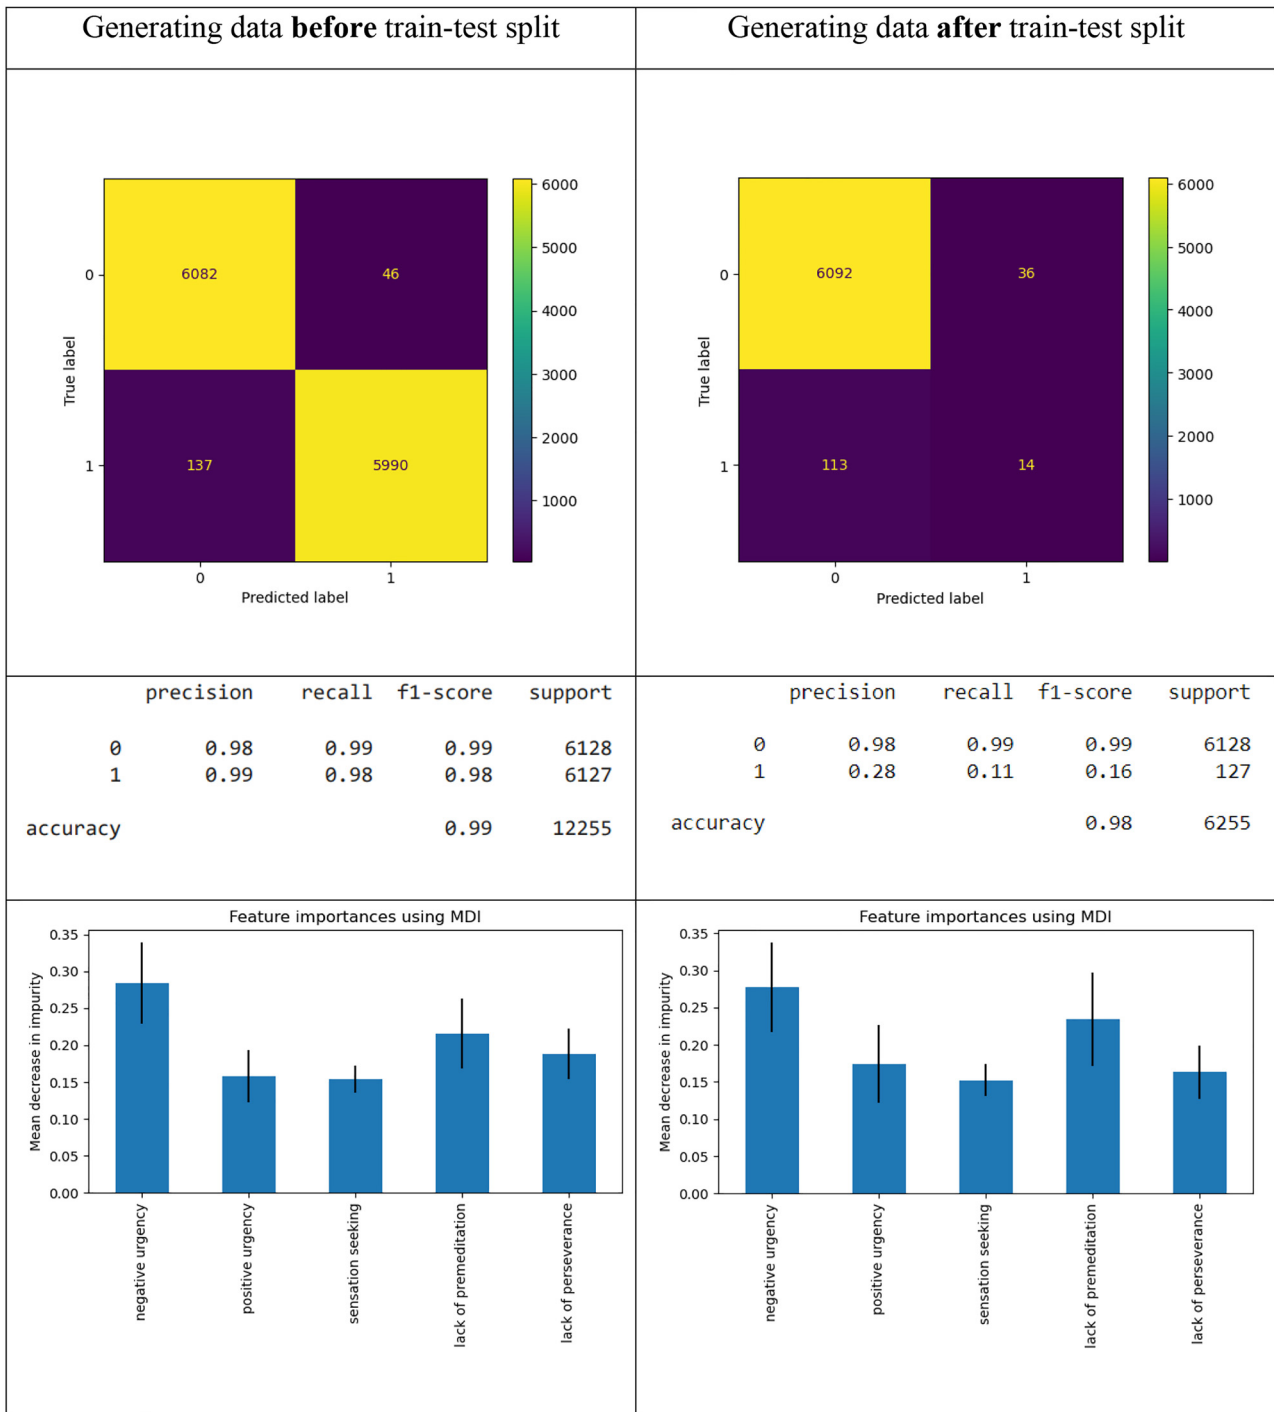 Generating data before train-test split
Generating data after train-test split
6000
5000
4000
3000
2000
1000
0
6082
46
1
137
5990
True label
0
1
Predicted label
6000
5000
4000
3000
2000
1000
0
6092
36
1
113
14
True label
0
1
Predicted label
precision recall f1-score support
0 0.98 0.99 0.99 6128
1 0.99 0.98 0.98 6127
accuracy 0.99 12255
precision recall f1-score support
0 0.98 0.99 0.99 6128
1 0.28 0.11 0.16 127
accuracy 0.98 6255
Feature importances using MDI
Mean decrease in impurity
0.35
0.30
0.25
0.20
0.15
0.10
0.05
0.00
negative urgency
positive urgency
sensation seeking
lack of premeditation
lack of perseverance
Feature importances using MDI
Mean decrease in impurity
0.35
0.30
0.25
0.20
0.15
0.10
0.05
0.00
negative urgency
positive urgency
sensation seeking
lack of premeditation
lack of perseverance